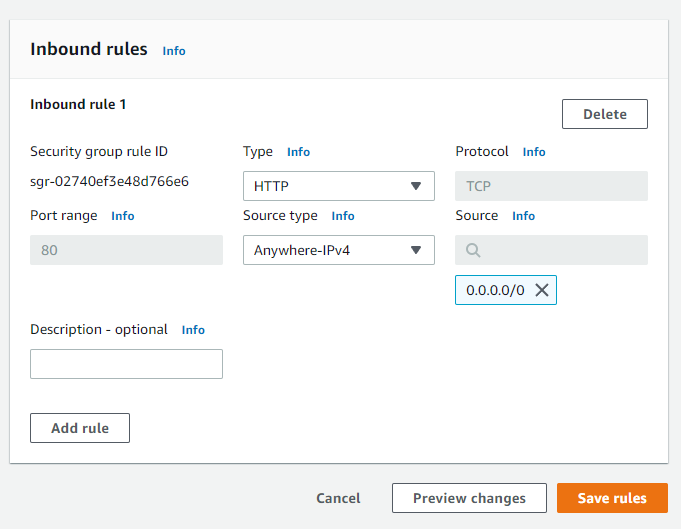 Inbound rules Info
Inbound rule 1
Delete
Security group rule ID
sgr-02740ef3e48d766e6
Type Info
HTTP
Protocol Info
TCP
Port range Info
80
Source type Info
Anywhere-IPv4
Source Info
0.0.0.0/0
Description - optional Info
Add rule
Cancel
Preview changes
Save rules